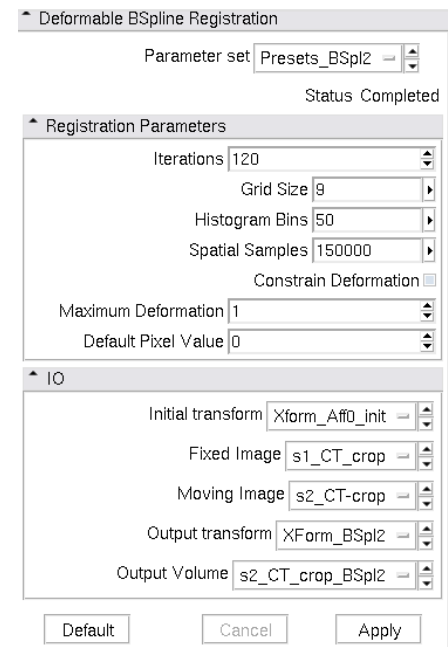 Deformable BSpline Registration
Parameter set Presets_BSpl2
Status Completed
Registration Parameters
Iterations 120
Grid Size 9
Histogram Bins 50
Spatial Samples 150000
Constrain Deformation
Maximum Deformation 1
Default Pixel Value 0
IO
Initial transform Xform_Aff0_init
Fixed Image s1_CT_crop
Moving Image s2_CT-crop
Output transform XForm_BSpl2
Output Volume s2_CT_crop_BSpl2
Default Cancel Apply